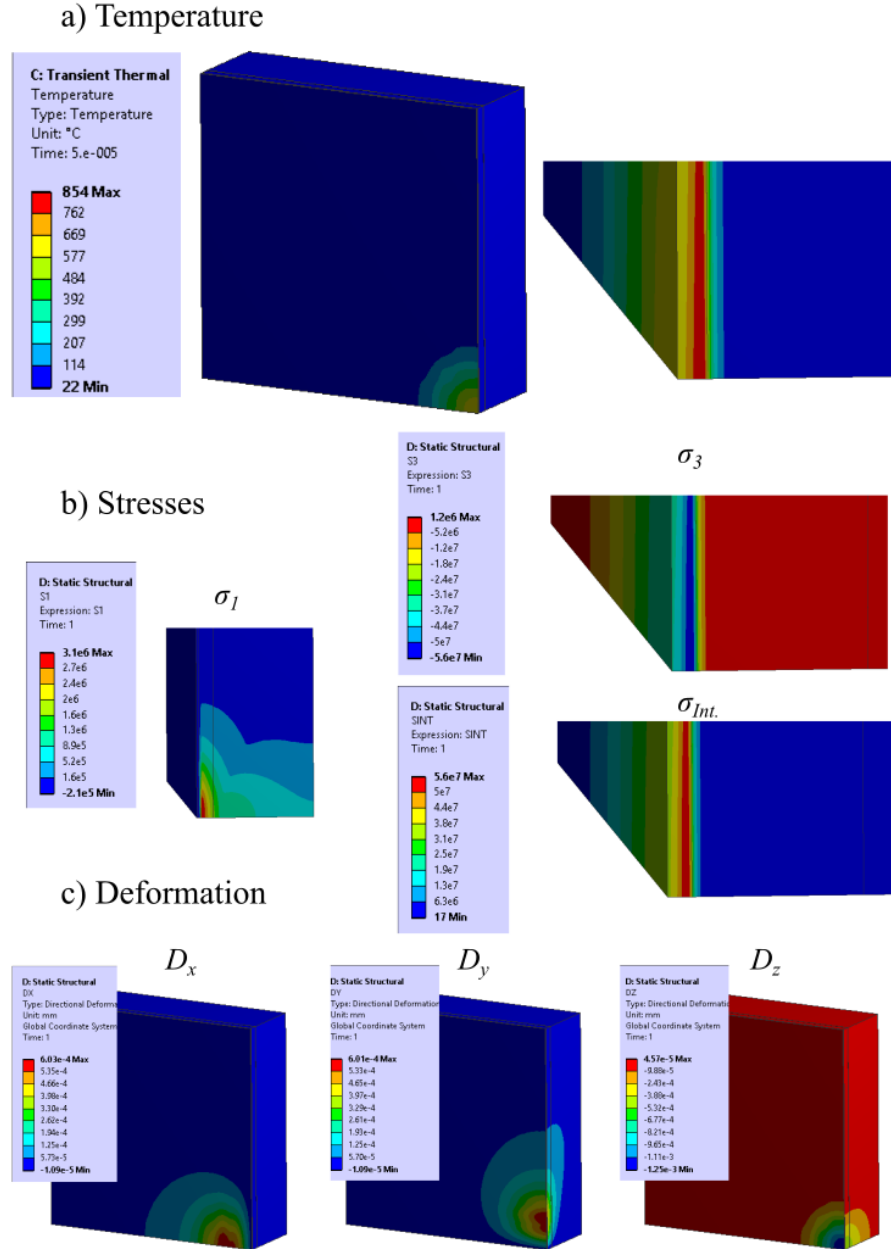 a) Temperature
C: Transient Thermal
Temperature
Type: Temperature
Unit: °C
Time: 5.e-005
854 Max
762
669
577
484
392
299
207
114
22 Min
b) Stresses
σ1
D: Static Structural
S1
Expression: S1
Time: 1
3.1e6 Max
2.7e6
2.4e6
2e6
1.6e6
1.3e6
8.9e5
5.2e5
1.6e5
-2.1e5 Min
σ3
D: Static Structural
S3
Expression: S3
Time: 1
1.2e6 Max
-5.2e6
-1.2e7
-1.8e7
-2.4e7
-3.1e7
-3.7e7
-4.4e7
-5e7
-5.6e7 Min
σInt.
D: Static Structural
SINT
Expression: SINT
Time: 1
5.6e7 Max
5e7
4.4e7
3.8e7
3.1e7
2.5e7
1.9e7
1.3e7
6.3e6
17 Min
c) Deformation
Dx
D: Static Structural
DX
Type: Directional Deforma
Unit: mm
Global Coordinate System
Time: 1
6.03e-4 Max
5.35e-4
4.66e-4
3.98e-4
3.30e-4
2.62e-4
1.94e-4
1.25e-4
5.73e-5
-1.09e-5 Min
Dy
D: Static Structural
DY
Type: Directional Deformation
Unit: mm
Global Coordinate System
Time: 1
6.01e-4 Max
5.33e-4
4.65e-4
3.97e-4
3.29e-4
2.61e-4
1.93e-4
1.25e-4
5.70e-5
-1.09e-5 Min
Dz
D: Static Structural
DZ
Type: Directional Deforma
Unit: mm
Global Coordinate System
Time: 1
4.57e-5 Max
-9.88e-5
-2.43e-4
-3.88e-4
-5.32e-4
-6.77e-4
-8.21e-4
-9.65e-4
-1.11e-3
-1.25e-3 Min